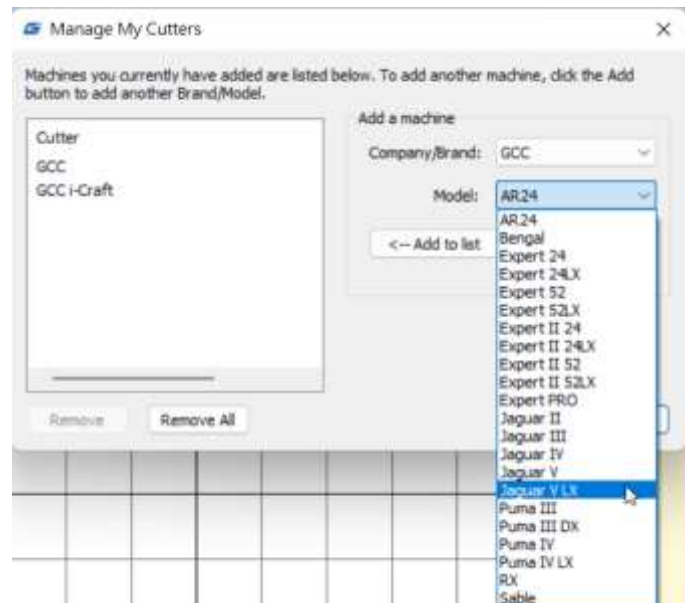 Manage My Cutters
Machines you currently have added are listed below. To add another machine, click the Add
button to add another Brand/Model.
Cutter
GCC
GCC i-Craft
Add a machine
Company/Brand: GCC
Model: AR24
<-- Add to list
AR24
Bengal
Expert 24
Expert 24LX
Expert 52
Expert 52LX
Expert II 24
Expert II 24LX
Expert II 52
Expert II 52LX
Expert PRO
Jaguar II
Jaguar III
Jaguar IV
Jaguar V
Jaguar V LX
Puma III
Puma III DX
Puma IV
Puma IV LX
RX
Sable
Remove
Remove All